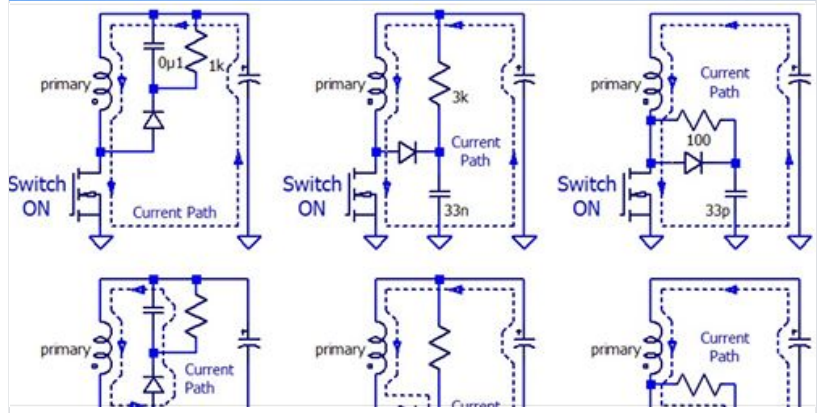 0µ1
1k
primary
Switch
ON
Current Path
primary
3k
Current
Path
Switch
ON
33n
Current
Path
primary
100
Switch
ON
33p
primary
Current
Path
primary
Current
Current
Path
primary